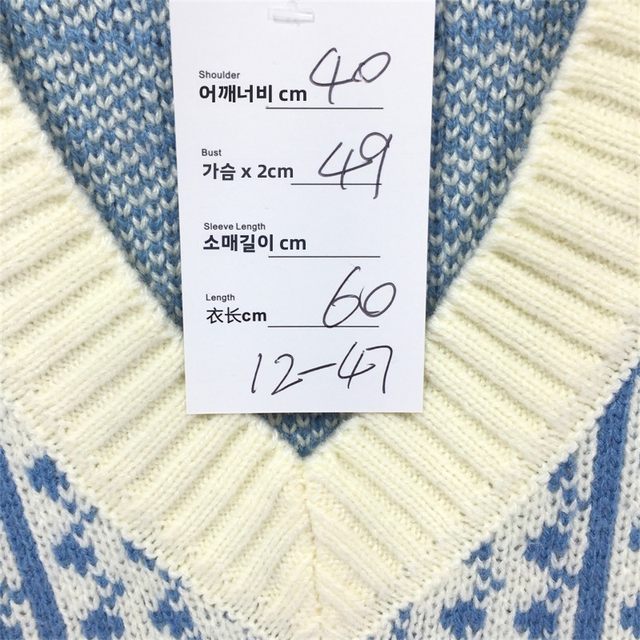 Shoulder
어깨너비 cm 40
Bust
가슴 x 2cm 49
Sleeve Length
소매길이 cm
Length
衣长cm 60
12-47